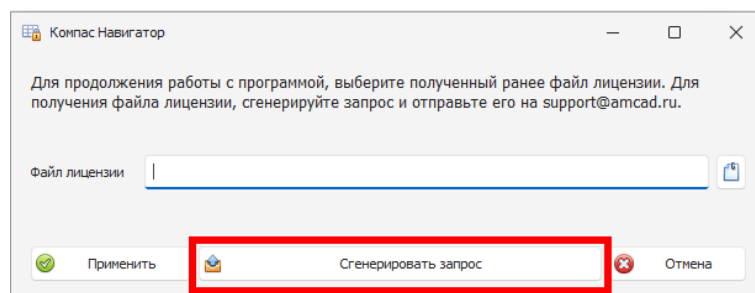 Компас Навигатор
Для продолжения работы с программой, выберите полученный ранее файл лицензии. Для
получения файла лицензии, сгенерируйте запрос и отправьте его на support@amcad.ru.
Файл лицензии
Применить Сгенерировать запрос Отмена